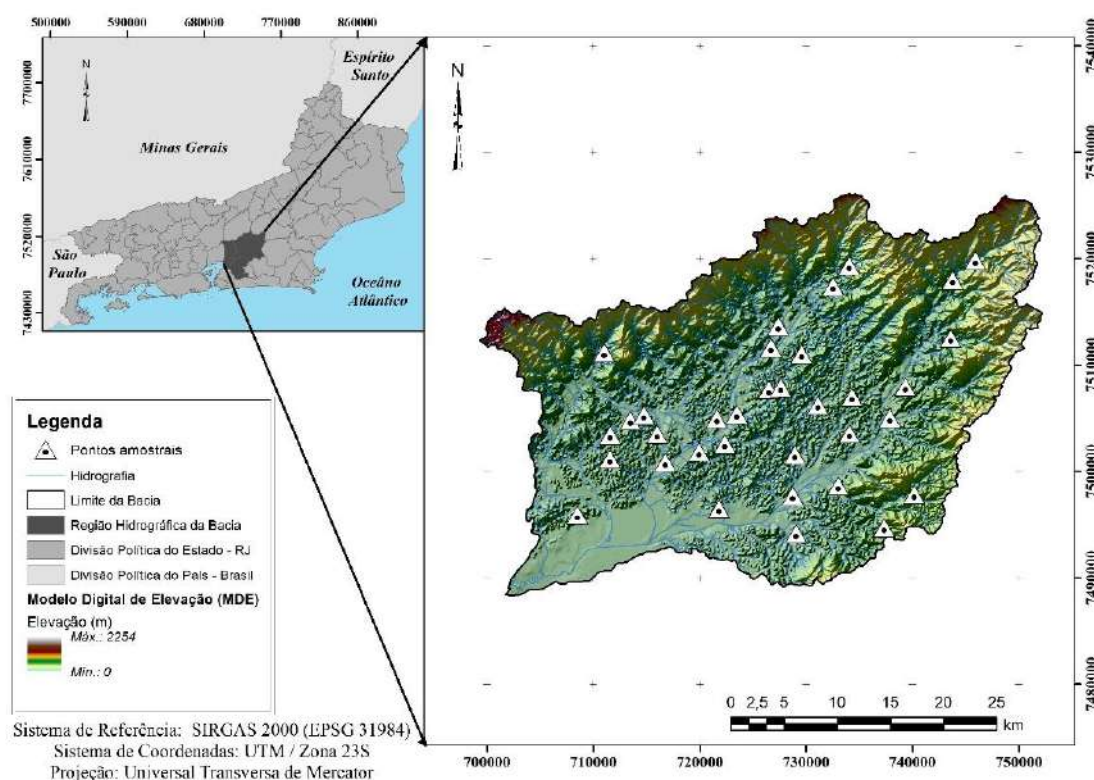 500000 590000 680000 770000 860000
7700000
7610000
7520000
7430000
N
Espírito
Santo
Minas Gerais
São
Paulo
Oceâno
Atlântico
Legenda
Pontos amostrais
Hidrografia
Limite da Bacia
Região Hidrográfica da Bacia
Divisão Política do Estado - RJ
Divisão Política do País - Brasil
Modelo Digital de Elevação (MDE)
Elevação (m)
Máx.: 2254
Min.: 0
Sistema de Referência: SIRGAS 2000 (EPSG 31984)
Sistema de Coordenadas: UTM / Zona 23S
Projeção: Universal Transversa de Mercator
N
7540000
7530000
7520000
7510000
7500000
7490000
7480000
0 2,5 5 10 15 20 25
km
700000 710000 720000 730000 740000 750000